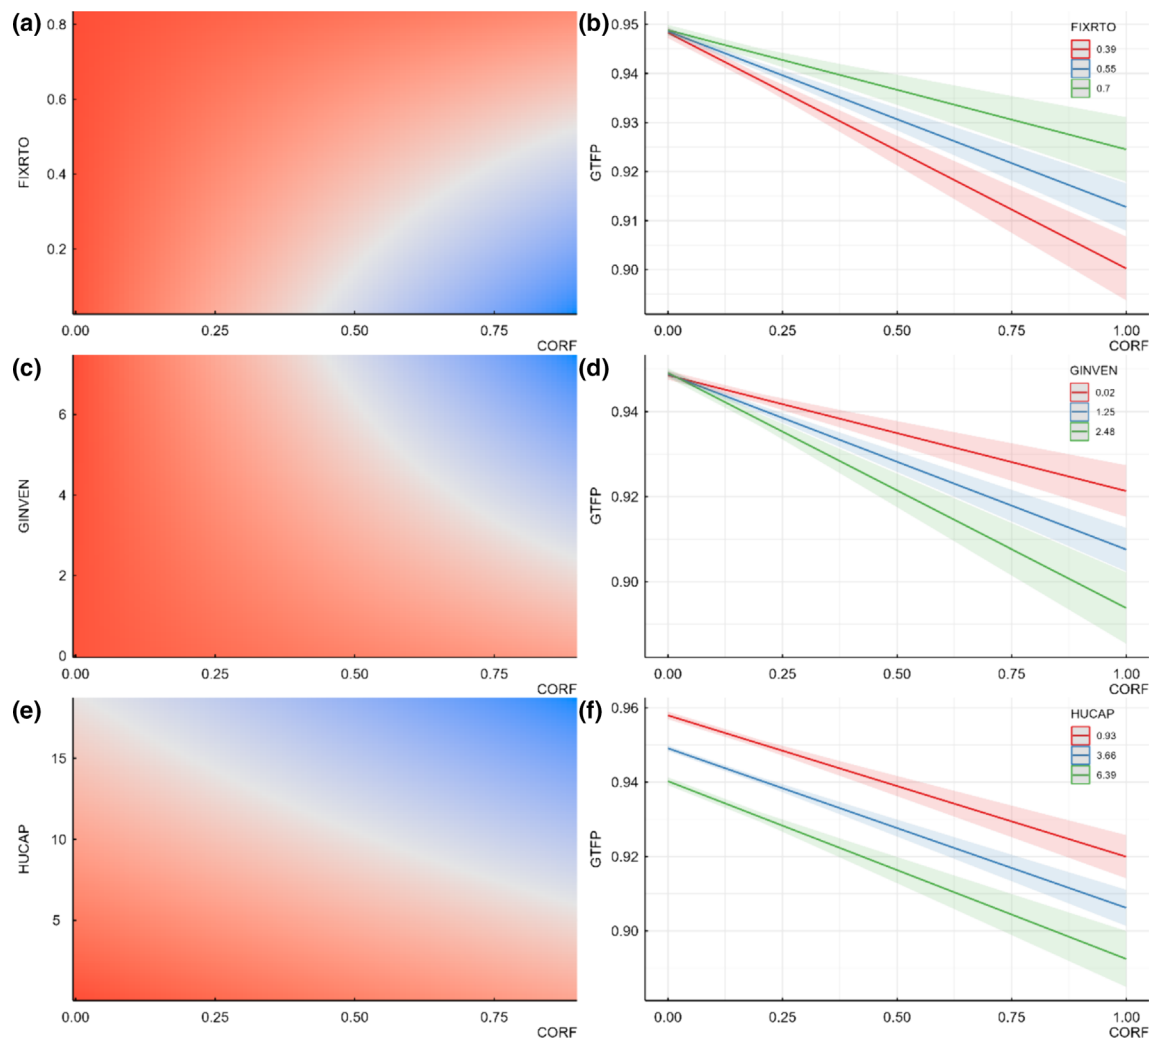 (a)
0.8
0.6
0.4
0.2
FIXRTO
0.00 0.25 0.50 0.75
CORF
(b)
0.95
0.94
0.93
0.92
0.91
0.90
GTFP
FIXRTO
0.39
0.55
0.7
0.00 0.25 0.50 0.75 1.00
CORF
(c)
6
4
2
0
GINVEN
0.00 0.25 0.50 0.75
CORF
(d)
0.94
0.92
0.90
GTFP
GINVEN
0.02
1.25
2.48
0.00 0.25 0.50 0.75 1.00
CORF
(e)
15
10
5
HUCAP
0.00 0.25 0.50 0.75
CORF
(f)
0.96
0.94
0.92
0.90
GTFP
HUCAP
0.93
3.66
6.39
0.00 0.25 0.50 0.75 1.00
CORF